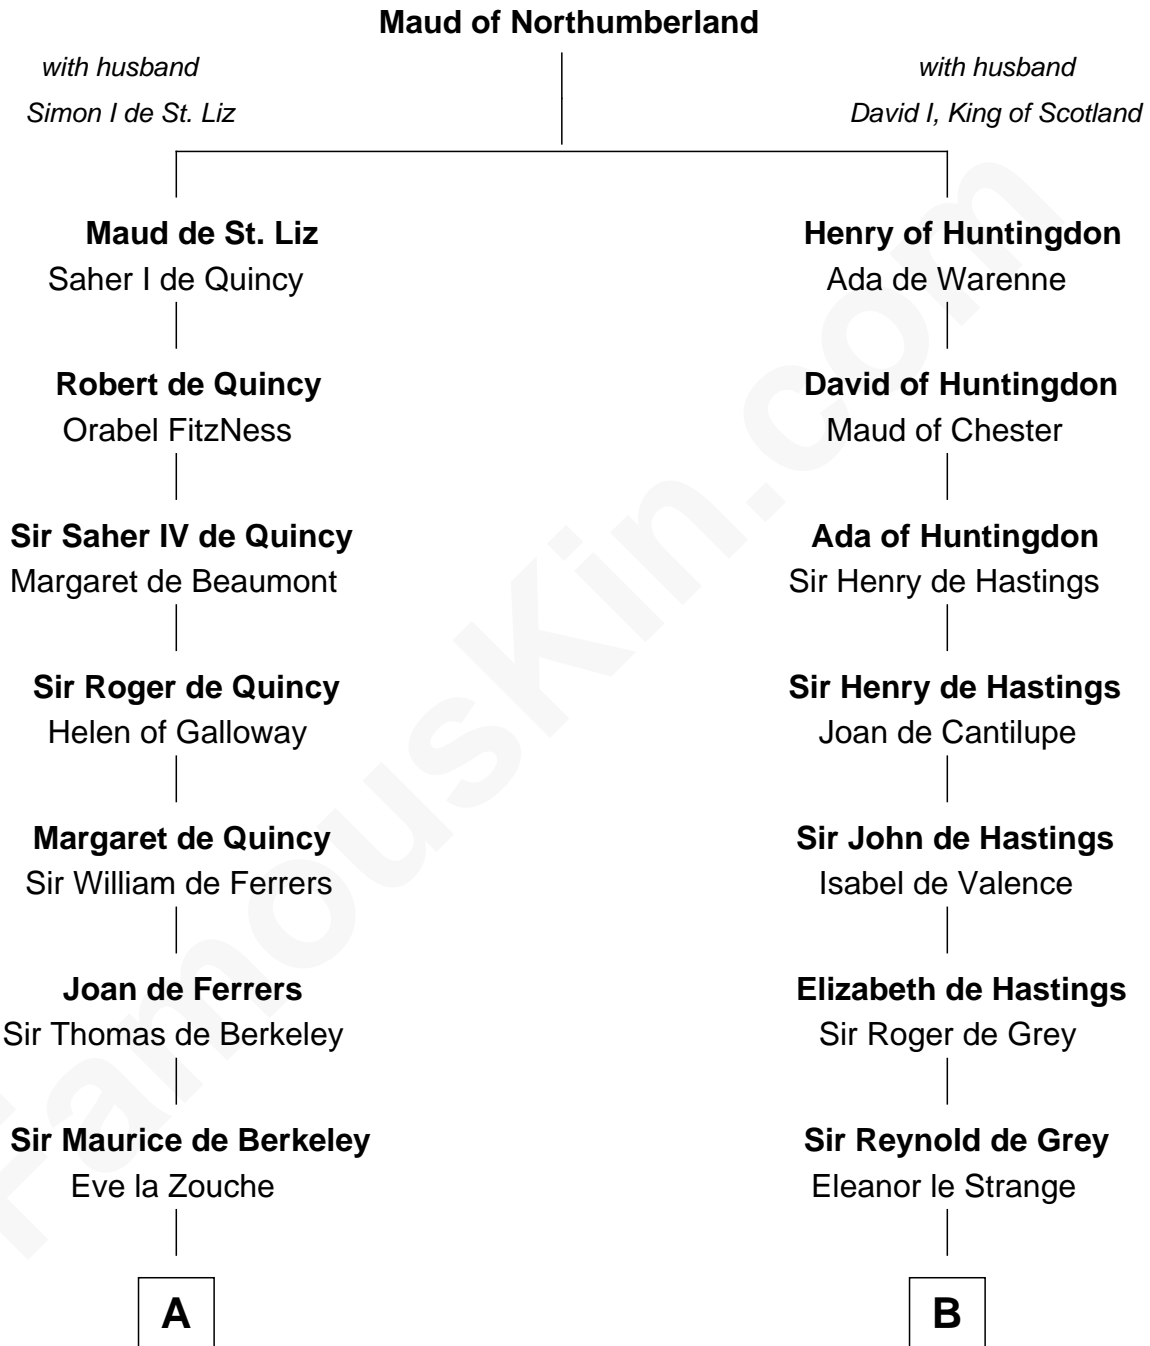 Maud of Northumberland
with husband
Simon I de St. Liz
with husband
David I, King of Scotland
Maud de St. Liz
Saher I de Quincy
Henry of Huntingdon
Ada de Warenne
Robert de Quincy
Orabel FitzNess
David of Huntingdon
Maud of Chester
Sir Saher IV de Quincy
Margaret de Beaumont
Ada of Huntingdon
Sir Henry de Hastings
Sir Roger de Quincy
Helen of Galloway
Sir Henry de Hastings
Joan de Cantilupe
Margaret de Quincy
Sir William de Ferrers
Sir John de Hastings
Isabel de Valence
Joan de Ferrers
Sir Thomas de Berkeley
Elizabeth de Hastings
Sir Roger de Grey
Sir Maurice de Berkeley
Eve la Zouche
Sir Reynold de Grey
Eleanor le Strange
A
B
FamousKin.com